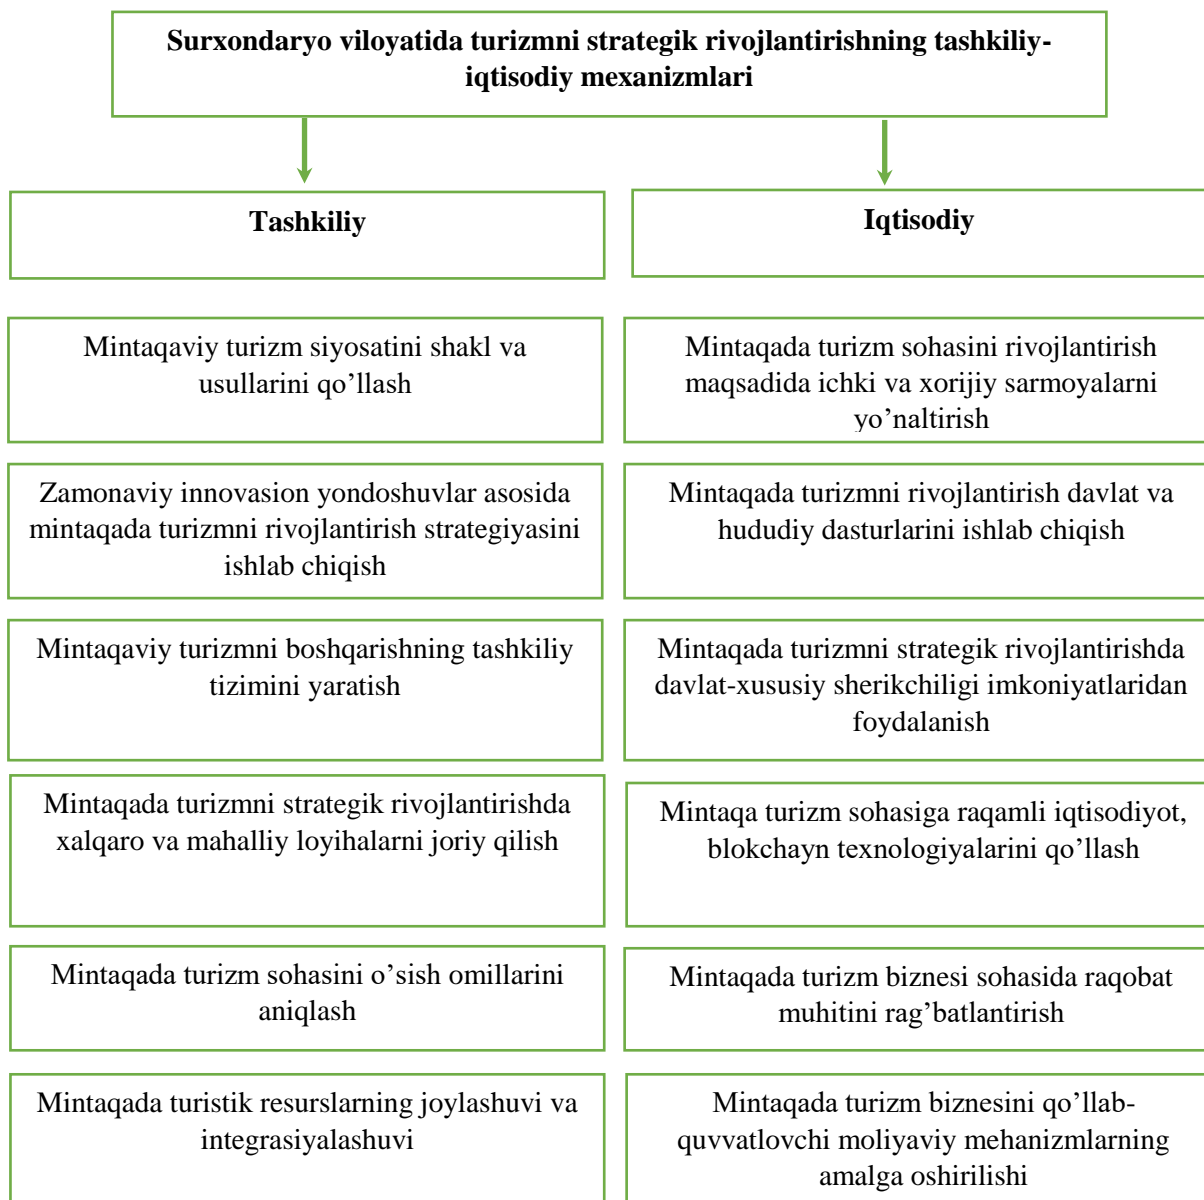 Surxondaryo viloyatida turizmni strategik rivojlantirishning tashkiliy-
iqtisodiy mexanizmlari
Tashkiliy
Iqtisodiy
Mintaqaviy turizm siyosatini shakl va
usullarini qo’llash
Mintaqada turizm sohasini rivojlantirish
maqsadida ichki va xorijiy sarmoyalarni
yo’naltirish
Zamonaviy innovasion yondoshuvlar asosida
mintaqada turizmni rivojlantirish strategiyasini
ishlab chiqish
Mintaqada turizmni rivojlantirish davlat va
hududiy dasturlarini ishlab chiqish
Mintaqaviy turizmni boshqarishning tashkiliy
tizimini yaratish
Mintaqada turizmni strategik rivojlantirishda
davlat-xususiy sherikchiligi imkoniyatlaridan
foydalanish
Mintaqada turizmni strategik rivojlantirishda
xalqaro va mahalliy loyihalarni joriy qilish
Mintaqa turizm sohasiga raqamli iqtisodiyot,
blokchayn texnologiyalarini qo’llash
Mintaqada turizm sohasini o’sish omillarini
aniqlash
Mintaqada turizm biznesi sohasida raqobat
muhitini rag’batlantirish
Mintaqada turistik resurslarning joylashuvi va
integrasiyalashuvi
Mintaqada turizm biznesini qo’llab-
quvvatlovchi moliyaviy mehanizmlarning
amalga oshirilishi